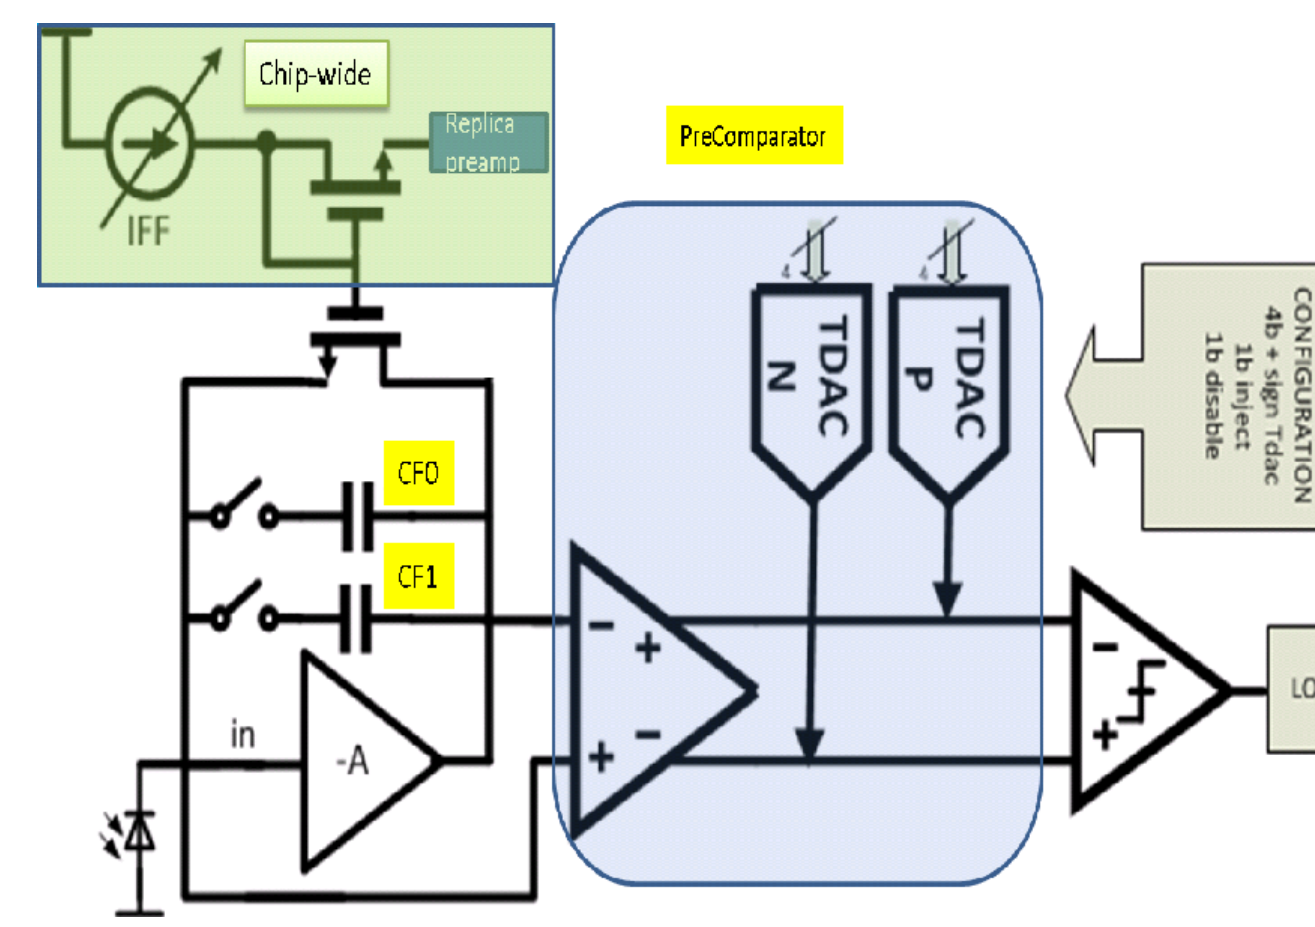 Chip-wide
Replica
preamp
IFF
PreComparator
4
4
TDAC
N
TDAC
P
CONFIGURATION
4b + sign Tdac
1b inject
1b disable
CF0
CF1
in
-A
-
+
-
+
-
+
LO